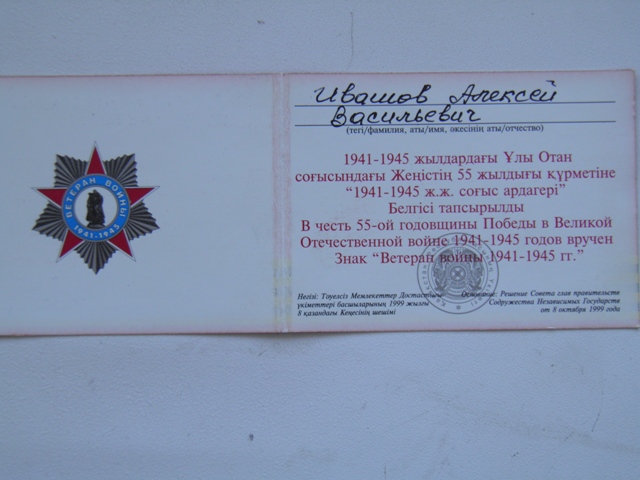 ВЕТЕРАН ВОЙНЫ
1941-1945
Ивашов Алексей
Васильевич
(тегі/фамилия, аты/имя, әкесінің аты/отчество)
1941-1945 жылдардағы Ұлы Отан
соғысындағы Жеңістің 55 жылдығы құрметіне
“1941-1945 ж.ж. соғыс ардагері”
Белгісі тапсырылды
В честь 55-ой годовщины Победы в Великой
Отечественной войне 1941-1945 годов вручен
Знак “Ветеран войны 1941-1945 гг.”
Негізі: Тәуелсіз Мемлекеттер Достастығы
үкіметтері басшыларының 1999 жылғы
8 қазандағы Кеңесінің шешімі
Основание: Решение Совета глав правительств
Содружества Независимых Государств
от 8 октября 1999 года